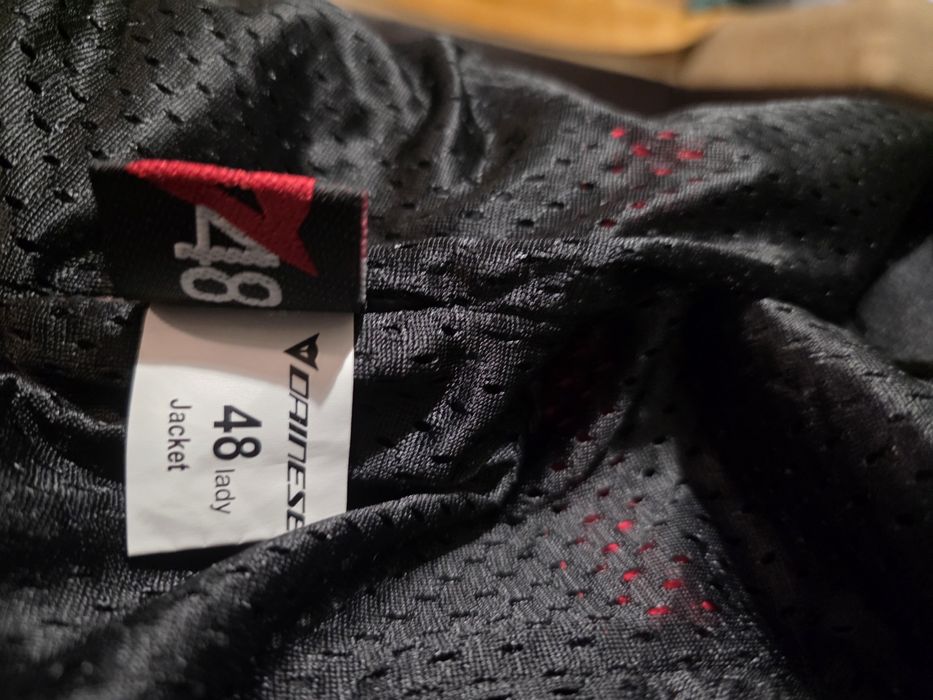 48
DAINESE
48 lady
Jacket